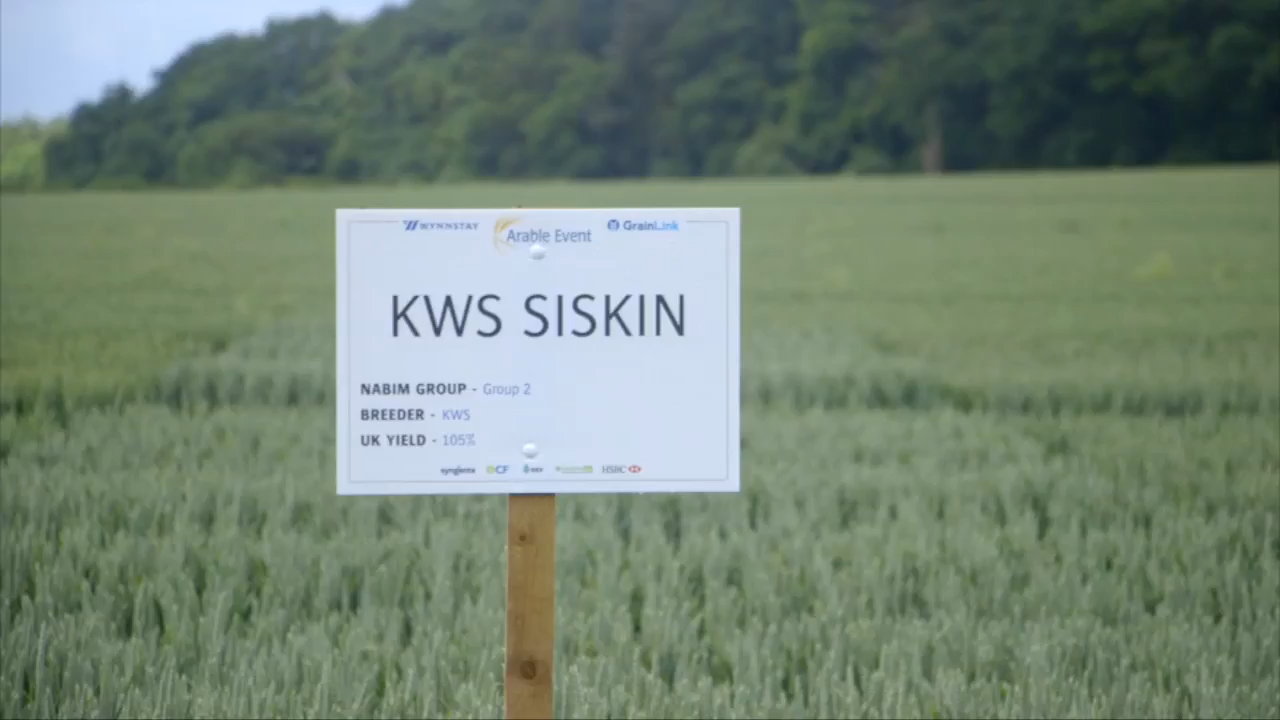 WYNNSTAY
Arable Event
GrainLink
KWS SISKIN
NABIM GROUP - Group 2
BREEDER - KWS
UK YIELD - 105%
syngenta CF HSBC